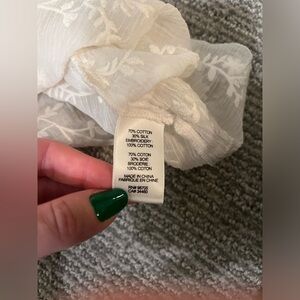 70% COTTON
30% SILK
EMBROIDERY
100% COTTON
70% COTON
30% SOIE
BRODERIE
100% COTON
MADE IN CHINA
FABRIQUE EN CHINE